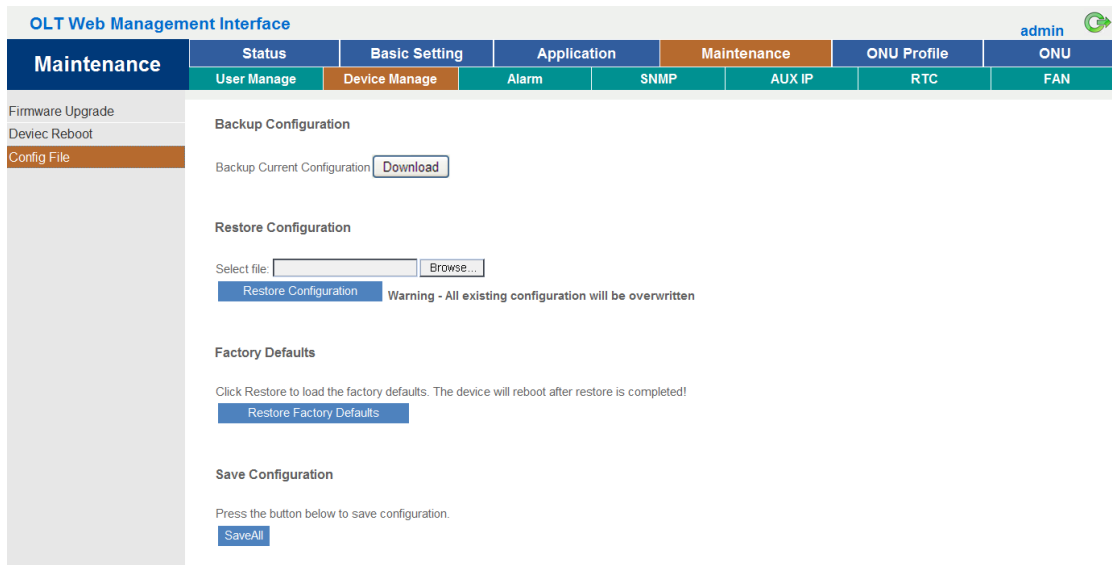 OLT Web Management Interface
admin
Maintenance
Status Basic Setting Application Maintenance ONU Profile ONU
User Manage Device Manage Alarm SNMP AUX IP RTC FAN
Firmware Upgrade
Deviec Reboot
Config File
Backup Configuration
Backup Current Configuration Download
Restore Configuration
Select file: Browse...
Restore Configuration Warning - All existing configuration will be overwritten
Factory Defaults
Click Restore to load the factory defaults. The device will reboot after restore is completed!
Restore Factory Defaults
Save Configuration
Press the button below to save configuration.
SaveAll